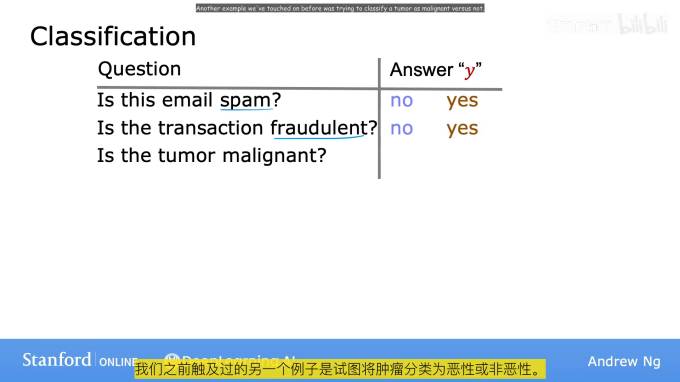 Another example we've touched on before was trying to classify a tumor as malignant versus not.
bilibili
Classification
Question Answer “y”
Is this email spam? no yes
Is the transaction fraudulent? no yes
Is the tumor malignant?
Stanford ONLINE DeepLearning.AI Andrew Ng
我们之前触及过的另一个例子是试图将肿瘤分类为恶性或非恶性。